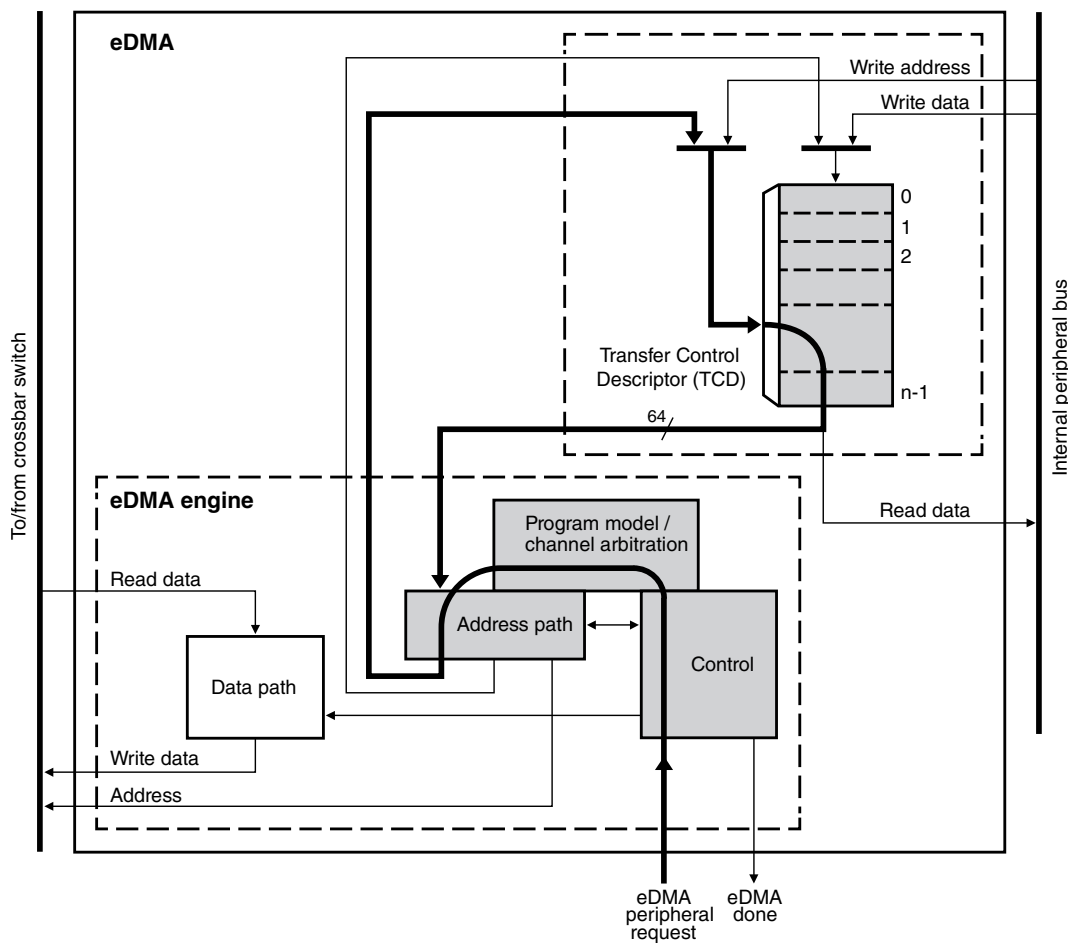 eDMA
Write address
Write data
0
1
2
n-1
Transfer Control
Descriptor (TCD)
64
To/from crossbar switch
Internal peripheral bus
eDMA engine
Program model /
channel arbitration
Read data
Read data
Address path
Control
Data path
Write data
Address
eDMA
peripheral
request
eDMA
done